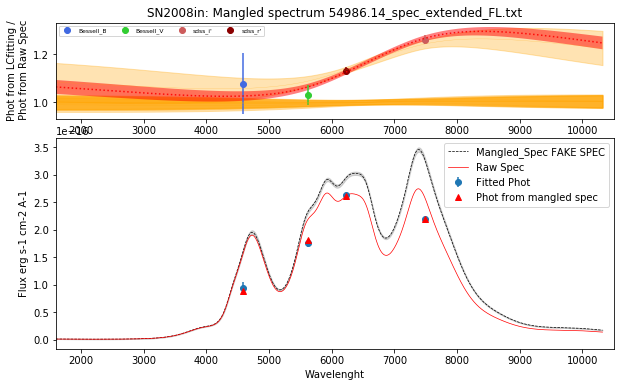 SN2008in: Mangled spectrum 54986.14_spec_extended_FL.txt
Phot from LCfitting /
Phot from Raw Spec
Bessell_B Bessell_V sdss_i' sdss_r'
1.2
1.0
2000 3000 4000 5000 6000 7000 8000 9000 10000
1e−16
Flux erg s-1 cm-2 A-1
3.5
3.0
2.5
2.0
1.5
1.0
0.5
0.0
Mangled_Spec FAKE SPEC
Raw Spec
Fitted Phot
Phot from mangled spec
2000 3000 4000 5000 6000 7000 8000 9000 10000
Wavelenght